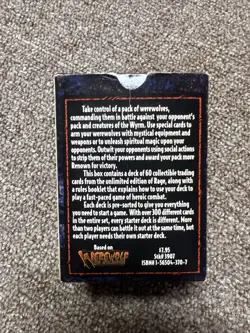 Take control of a pack of werewolves,
commanding them in battle against your opponent's
pack and creatures of the Wyrm. Use special cards to
arm your werewolves with mystical equipment and
weapons or to unleash spiritual magic upon your
opponents. Outwit your opponents using social actions
to strip them of their powers and award your pack more
Renown for victory.
This box contains a deck of 60 collectible trading
cards from the unlimited edition of Rage, along with
a rules booklet that explains how to use your deck to
play a fast-paced game of heroic combat.
Each deck is pre-sorted to give you everything
you need to start a game. With over 300 different cards
in the entire set, every starter deck is different. More
than two players can battle it out at the same time, but
each player needs their own starter deck.
Based on
WEREWOLF
$7.95
Stk# 3907
ISBN# 1-56504-370-7